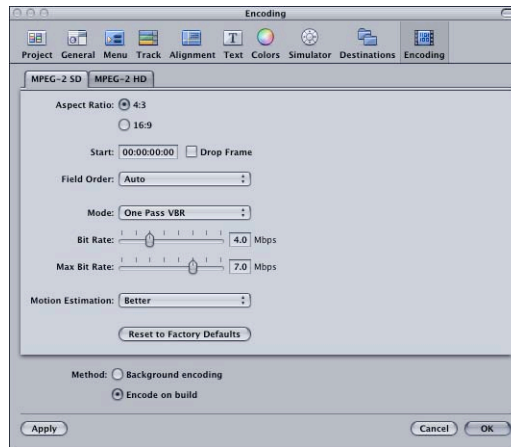 Encoding
Project General Menu Track Alignment Text Colors Simulator Destinations Encoding
MPEG-2 SD MPEG-2 HD
Aspect Ratio: 4:3
16:9
Start: 00:00:00:00 Drop Frame
Field Order: Auto
Mode: One Pass VBR
Bit Rate: 4.0 Mbps
Max Bit Rate: 7.0 Mbps
Motion Estimation: Better
Reset to Factory Defaults
Method: Background encoding
Encode on build
Apply Cancel OK